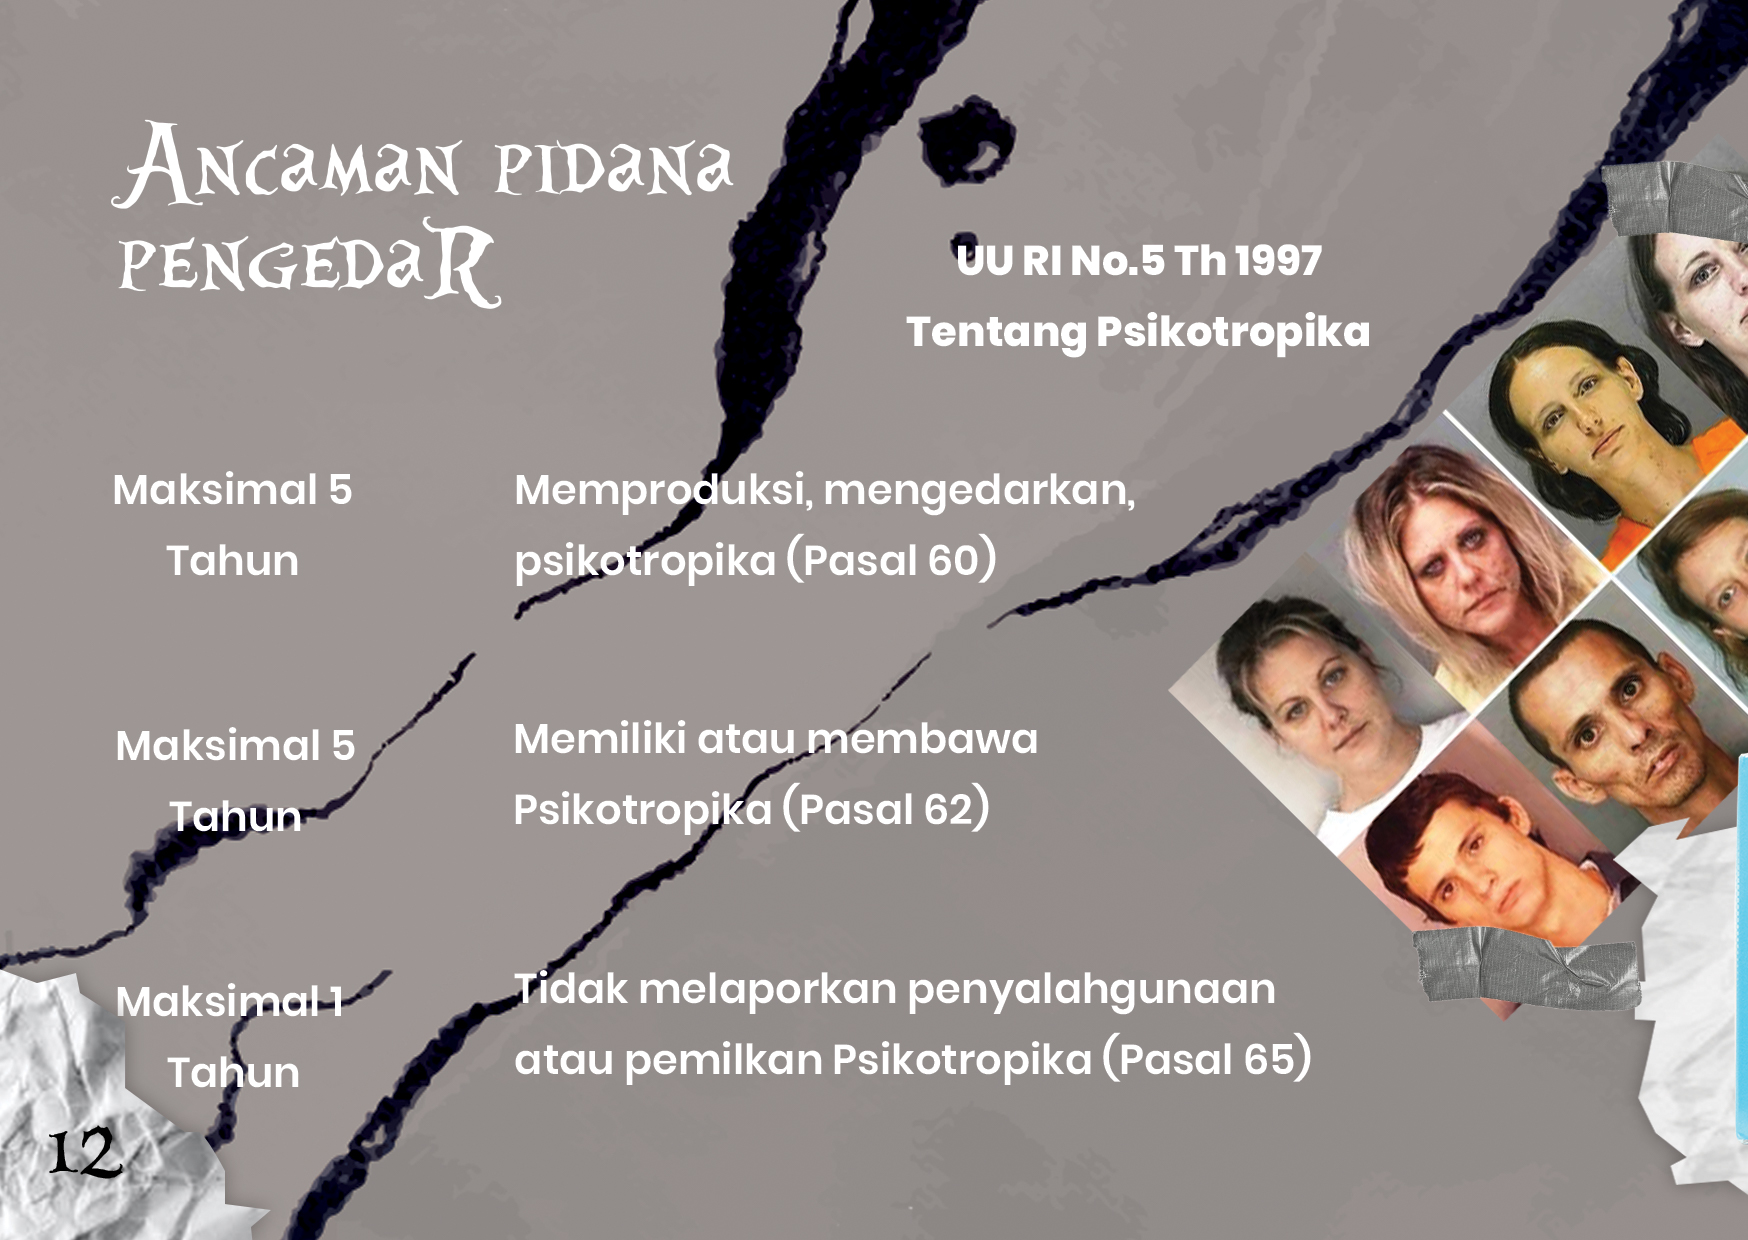 Ancaman pidana
pengedaR
UU RI No.5 Th 1997
Tentang Psikotropika
Maksimal 5
Tahun
Memproduksi, mengedarkan,
psikotropika (Pasal 60)
Maksimal 5
Tahun
Memiliki atau membawa
Psikotropika (Pasal 62)
Maksimal 1
Tahun
Tidak melaporkan penyalahgunaan
atau pemilkan Psikotropika (Pasal 65)
12